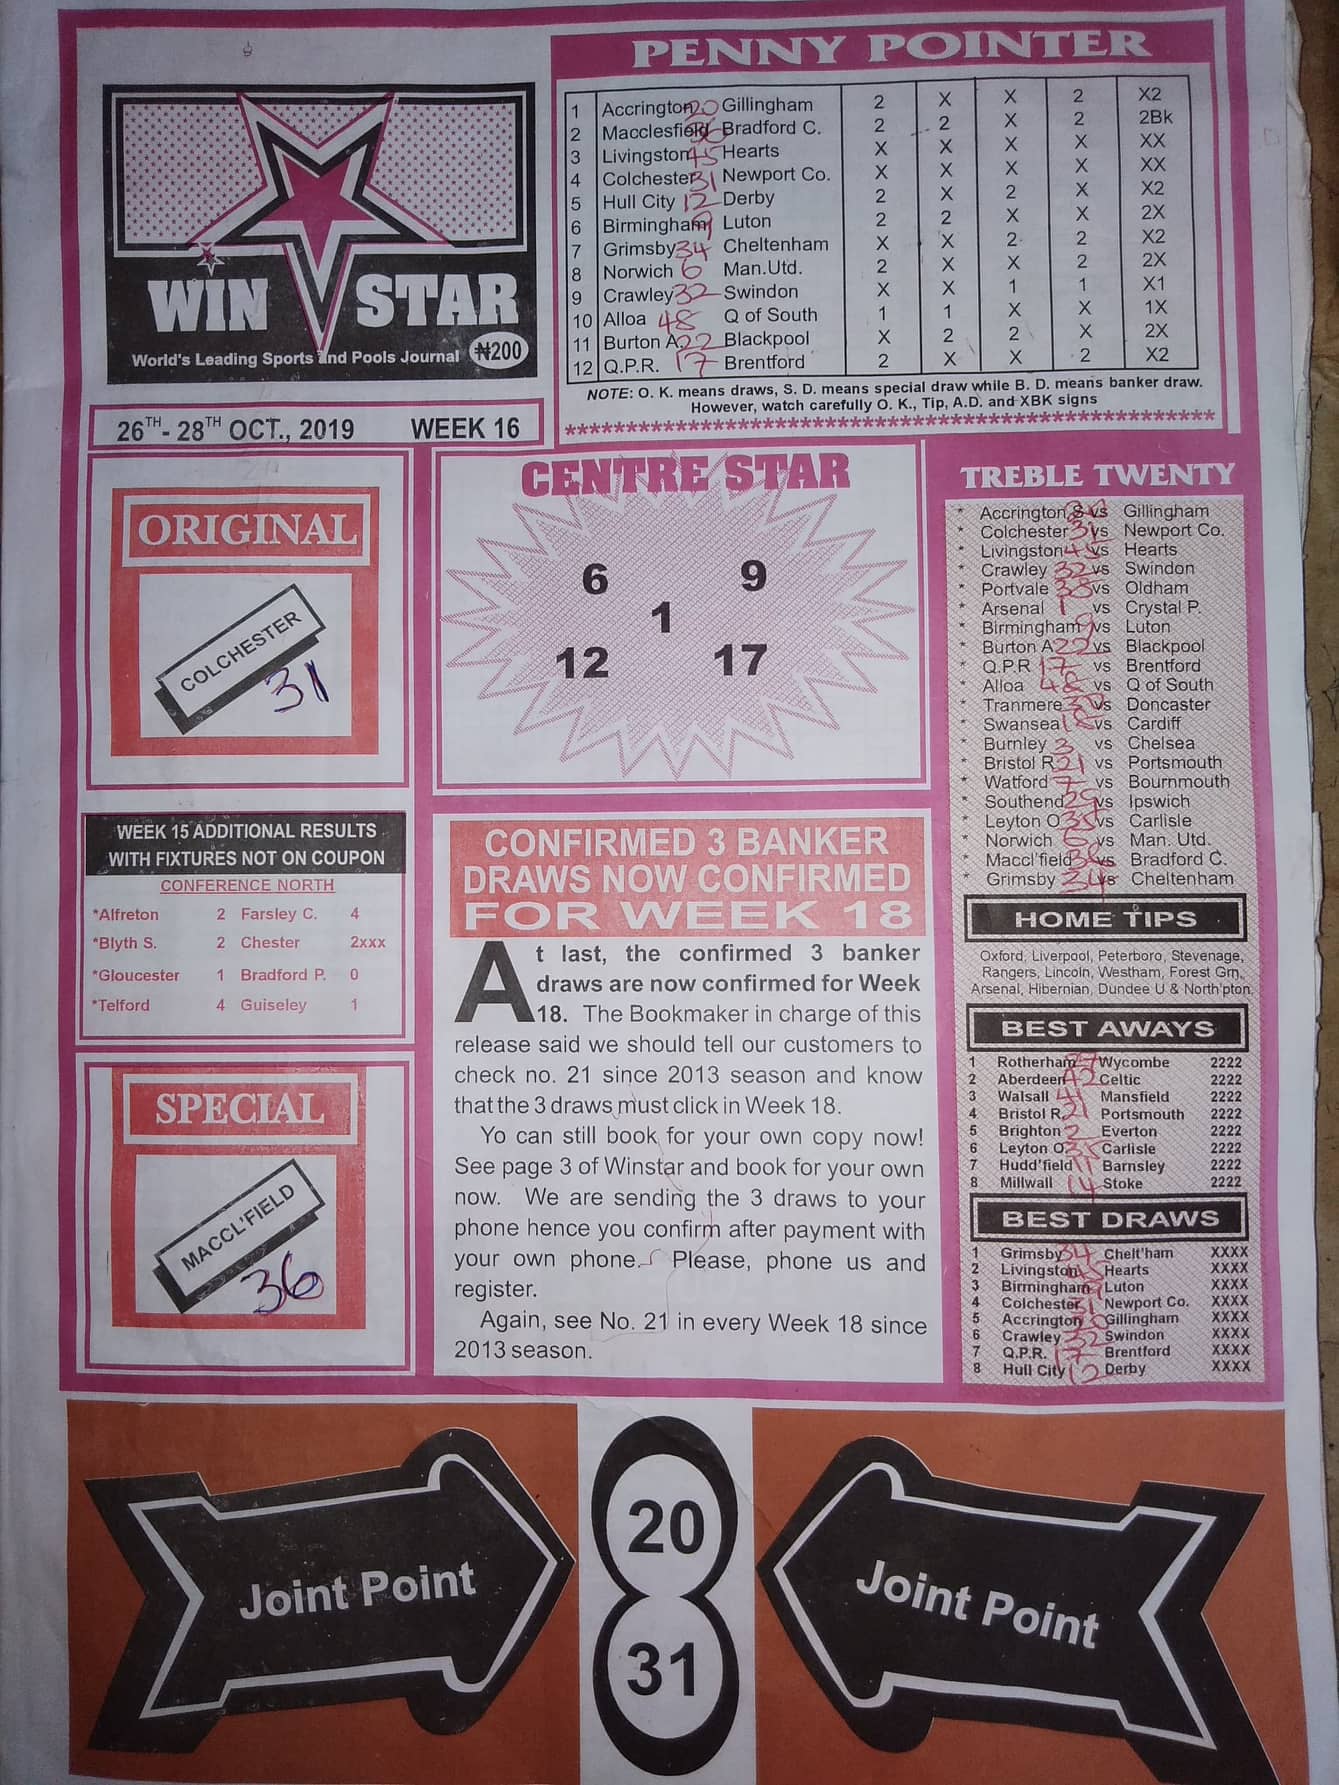 WIN STAR
World's Leading Sports and Pools Journal ₦200
26TH - 28TH OCT., 2019 WEEK 16
PENNY POINTER
1 Accrington 20 Gillingham 2 X X 2 X2
2 Macclesfield 36 Bradford C. 2 2 X 2 2Bk
3 Livingston 45 Hearts X X X X XX
4 Colchester 31 Newport Co. X X X X XX
5 Hull City 12 Derby 2 X 2 X X2
6 Birmingham 9 Luton 2 2 X X 2X
7 Grimsby 34 Cheltenham X X 2 2 X2
8 Norwich 6 Man.Utd. 2 X X 2 2X
9 Crawley 32 Swindon X X 1 1 X1
10 Alloa 48 Q of South 1 1 X X 1X
11 Burton A. 22 Blackpool X 2 2 X 2X
12 Q.P.R. 17 Brentford 2 X X 2 X2
NOTE: O. K. means draws, S. D. means special draw while B. D. means banker draw.
However, watch carefully O. K., Tip, A.D. and XBK signs
ORIGINAL
COLCHESTER
31
WEEK 15 ADDITIONAL RESULTS
WITH FIXTURES NOT ON COUPON
CONFERENCE NORTH
*Alfreton 2 Farsley C. 4
*Blyth S. 2 Chester 2xxx
*Gloucester 1 Bradford P. 0
*Telford 4 Guiseley 1
SPECIAL
MACCL'FIELD
36
CENTRE STAR
6 9
1
12 17
CONFIRMED 3 BANKER
DRAWS NOW CONFIRMED
FOR WEEK 18
At last, the confirmed 3 banker
draws are now confirmed for Week
18. The Bookmaker in charge of this
release said we should tell our customers to
check no. 21 since 2013 season and know
that the 3 draws must click in Week 18.
Yo can still book for your own copy now!
See page 3 of Winstar and book for your own
now. We are sending the 3 draws to your
phone hence you confirm after payment with
your own phone. Please, phone us and
register.
Again, see No. 21 in every Week 18 since
2013 season.
TREBLE TWENTY
* Accrington S vs Gillingham
* Colchester 31 vs Newport Co.
* Livingston 45 vs Hearts
* Crawley 32 vs Swindon
* Portvale 38 vs Oldham
* Arsenal 1 vs Crystal P.
* Birmingham 9 vs Luton
* Burton A 22 vs Blackpool
* Q.P.R 17 vs Brentford
* Alloa 48 vs Q of South
* Tranmere vs Doncaster
* Swansea 18 vs Cardiff
* Burnley 3 vs Chelsea
* Bristol R 21 vs Portsmouth
* Watford 7 vs Bournmouth
* Southend 29 vs Ipswich
* Leyton O 35 vs Carlisle
* Norwich 6 vs Man. Utd.
* Maccl'field 36 vs Bradford C.
* Grimsby 34 vs Cheltenham
HOME TIPS
Oxford, Liverpool, Peterboro, Stevenage,
Rangers, Lincoln, Westham, Forest Grn,
Arsenal, Hibernian, Dundee U & North'pton.
BEST AWAYS
1 Rotherham Wycombe 2222
2 Aberdeen 42 Celtic 2222
3 Walsall 41 Mansfield 2222
4 Bristol R. 21 Portsmouth 2222
5 Brighton 2 Everton 2222
6 Leyton O 35 Carlisle 2222
7 Hudd'field 11 Barnsley 2222
8 Millwall 14 Stoke 2222
BEST DRAWS
1 Grimsby 34 Chelt'ham XXXX
2 Livingston 45 Hearts XXXX
3 Birmingham 9 Luton XXXX
4 Colchester 31 Newport Co. XXXX
5 Accrington 20 Gillingham XXXX
6 Crawley 32 Swindon XXXX
7 Q.P.R. 17 Brentford XXXX
8 Hull City 12 Derby XXXX
Joint Point
20
31
Joint Point